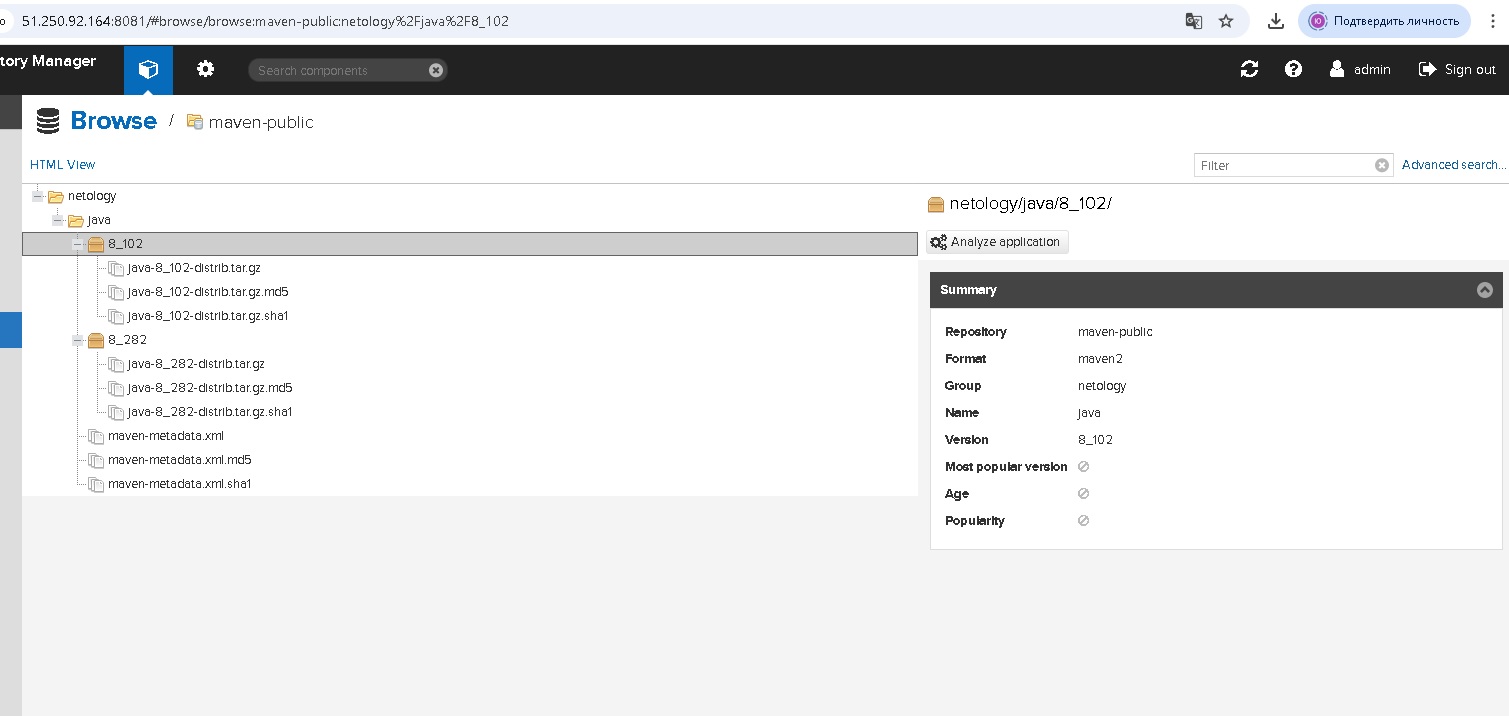 51.250.92.164:8081/#browse/browse:maven-public:netology%2Fjava%2F8_102
Подтвердить личность
tory Manager
Search components
admin
Sign out
Browse / maven-public
HTML View
Filter
Advanced search...
netology
java
8_102
java-8_102-distrib.tar.gz
java-8_102-distrib.tar.gz.md5
java-8_102-distrib.tar.gz.sha1
8_282
java-8_282-distrib.tar.gz
java-8_282-distrib.tar.gz.md5
java-8_282-distrib.tar.gz.sha1
maven-metadata.xml
maven-metadata.xml.md5
maven-metadata.xml.sha1
netology/java/8_102/
Analyze application
Summary
Repository maven-public
Format maven2
Group netology
Name java
Version 8_102
Most popular version
Age
Popularity